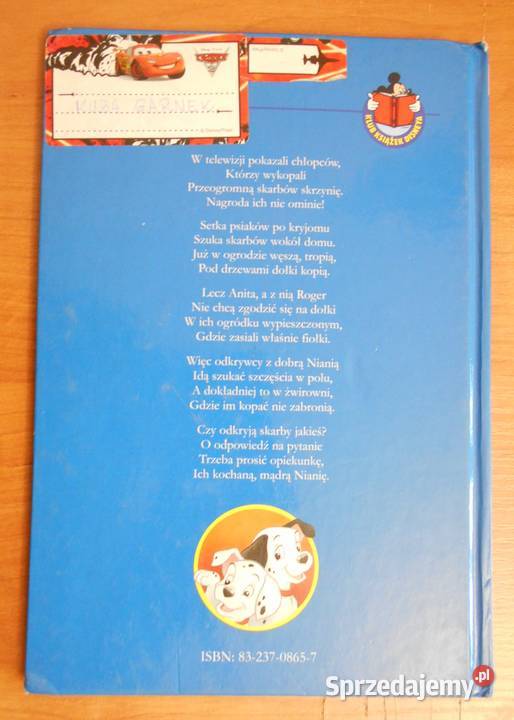 KUBA BARNEK
KLUB KSIĄŻEK DISNEYA
W telewizji pokazali chłopców,
Którzy wykopali
Przeogromną skarbów skrzynię.
Nagroda ich nie ominie!
Setka psiaków po kryjomu
Szuka skarbów wokół domu.
Już w ogrodzie węszą, tropią,
Pod drzewami dołki kopią.
Lecz Anita, a z nią Roger
Nie chcą zgodzić się na dołki
W ich ogródku wypieszczonym,
Gdzie zasiali właśnie fiołki.
Więc odkrywcy z dobrą Nianią
Idą szukać szczęścia w polu,
A dokładniej to w żwirowni,
Gdzie im kopać nie zabronią.
Czy odkryją skarby jakieś?
O odpowiedź na pytanie
Trzeba prosić opiekunkę,
Ich kochaną, mądrą Nianię.
ISBN: 83-237-0865-7
Sprzedajemy.pl